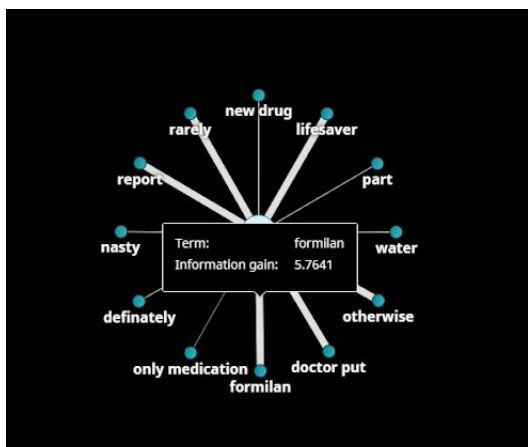 new drug
rarely
lifesaver
report
part
Term: formilan
nasty
water
Information gain: 5.7641
definately
otherwise
only medication
doctor put
formilan